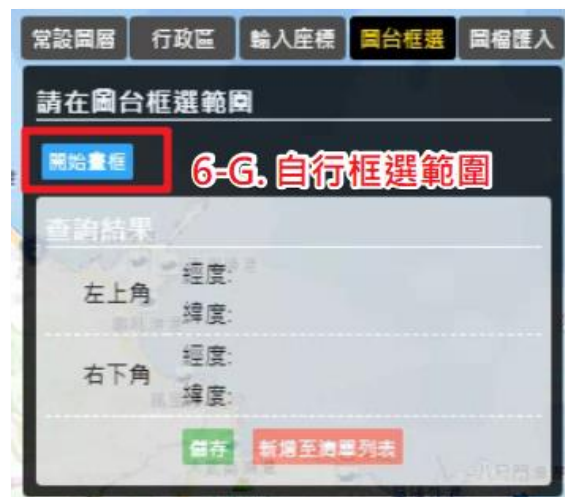 常設圖層 行政區 輸入座標 圖台框選 圖檔匯入
請在圖台框選範圍
開始畫框
6-G. 自行框選範圍
查詢結果
左上角
經度:
緯度:
右下角
經度:
緯度:
儲存 新增至清單列表